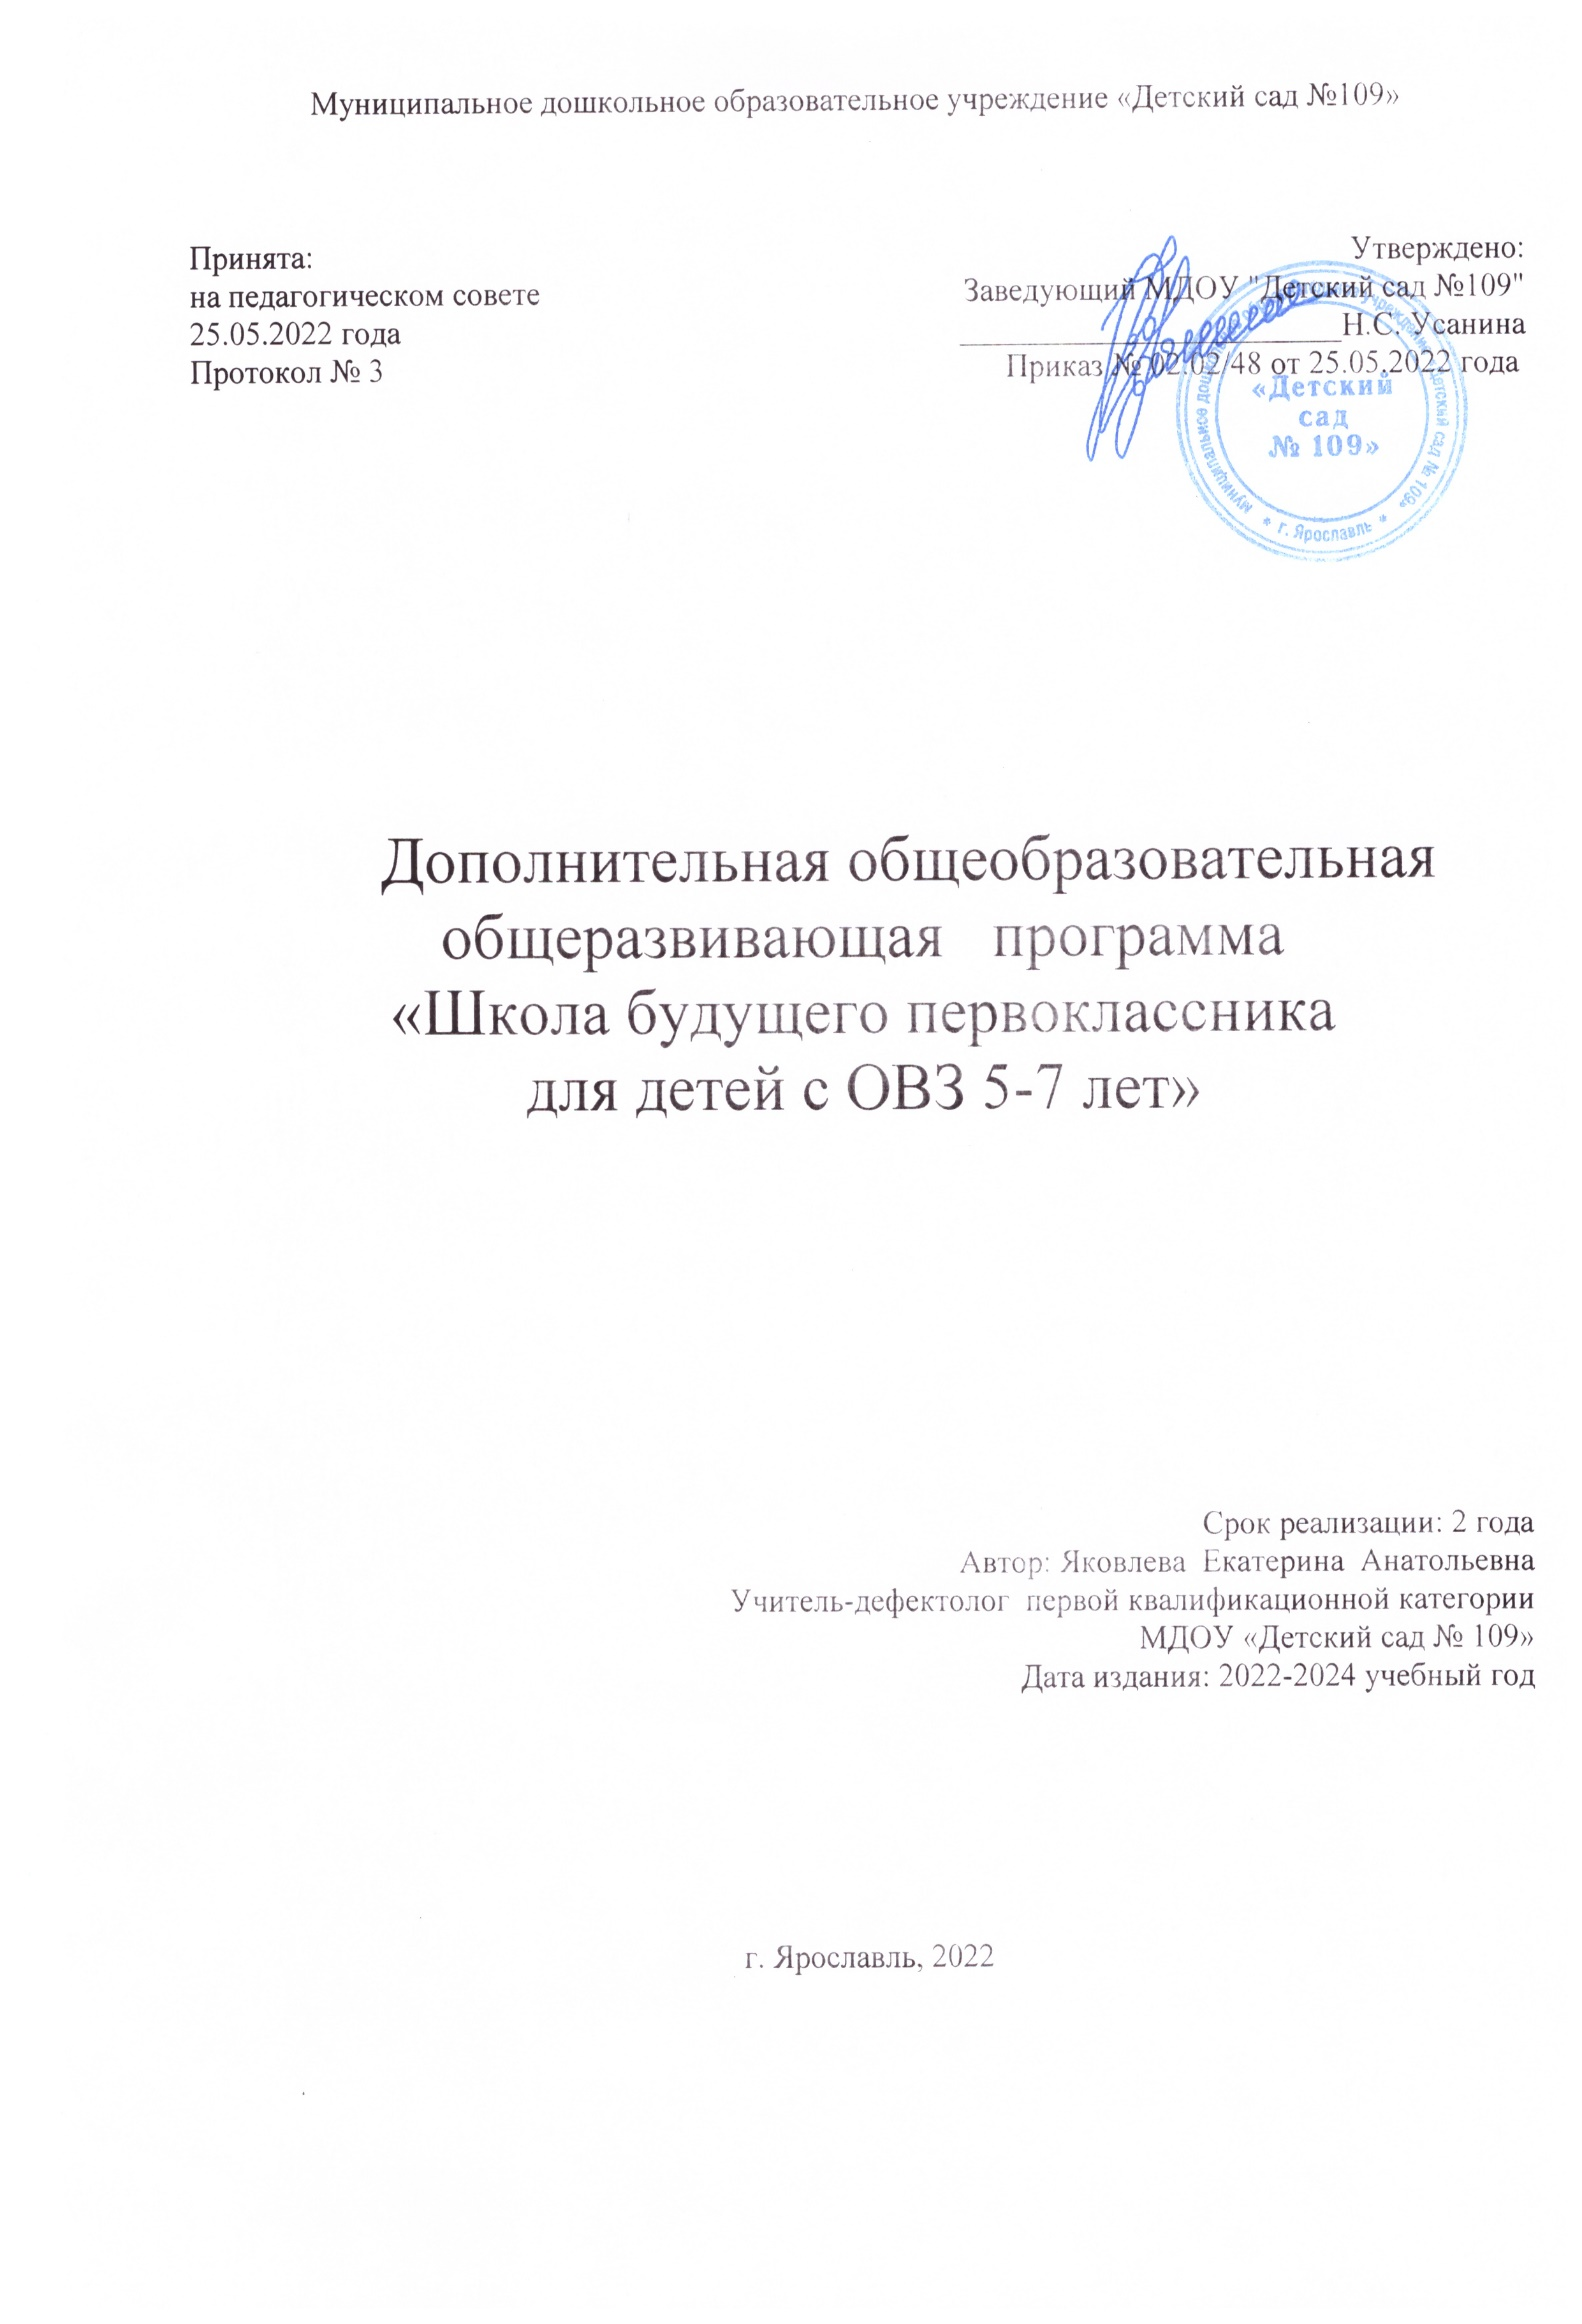 Муниципальное дошкольное образовательное учреждение «Детский сад №109»
Принята:
на педагогическом совете
25.05.2022 года
Протокол № 3
Утверждено:
Заведующий МДОУ "Детский сад №109"
Н.С. Усанина
Приказ № 02.02/48 от 25.05.2022 года
«Детский
сад
№ 109»
г. Ярославль
Дополнительная общеобразовательная
общеразвивающая программа
«Школа будущего первоклассника
для детей с ОВЗ 5-7 лет»
Срок реализации: 2 года
Автор: Яковлева Екатерина Анатольевна
Учитель-дефектолог первой квалификационной категории
МДОУ «Детский сад № 109»
Дата издания: 2022-2024 учебный год
г. Ярославль, 2022